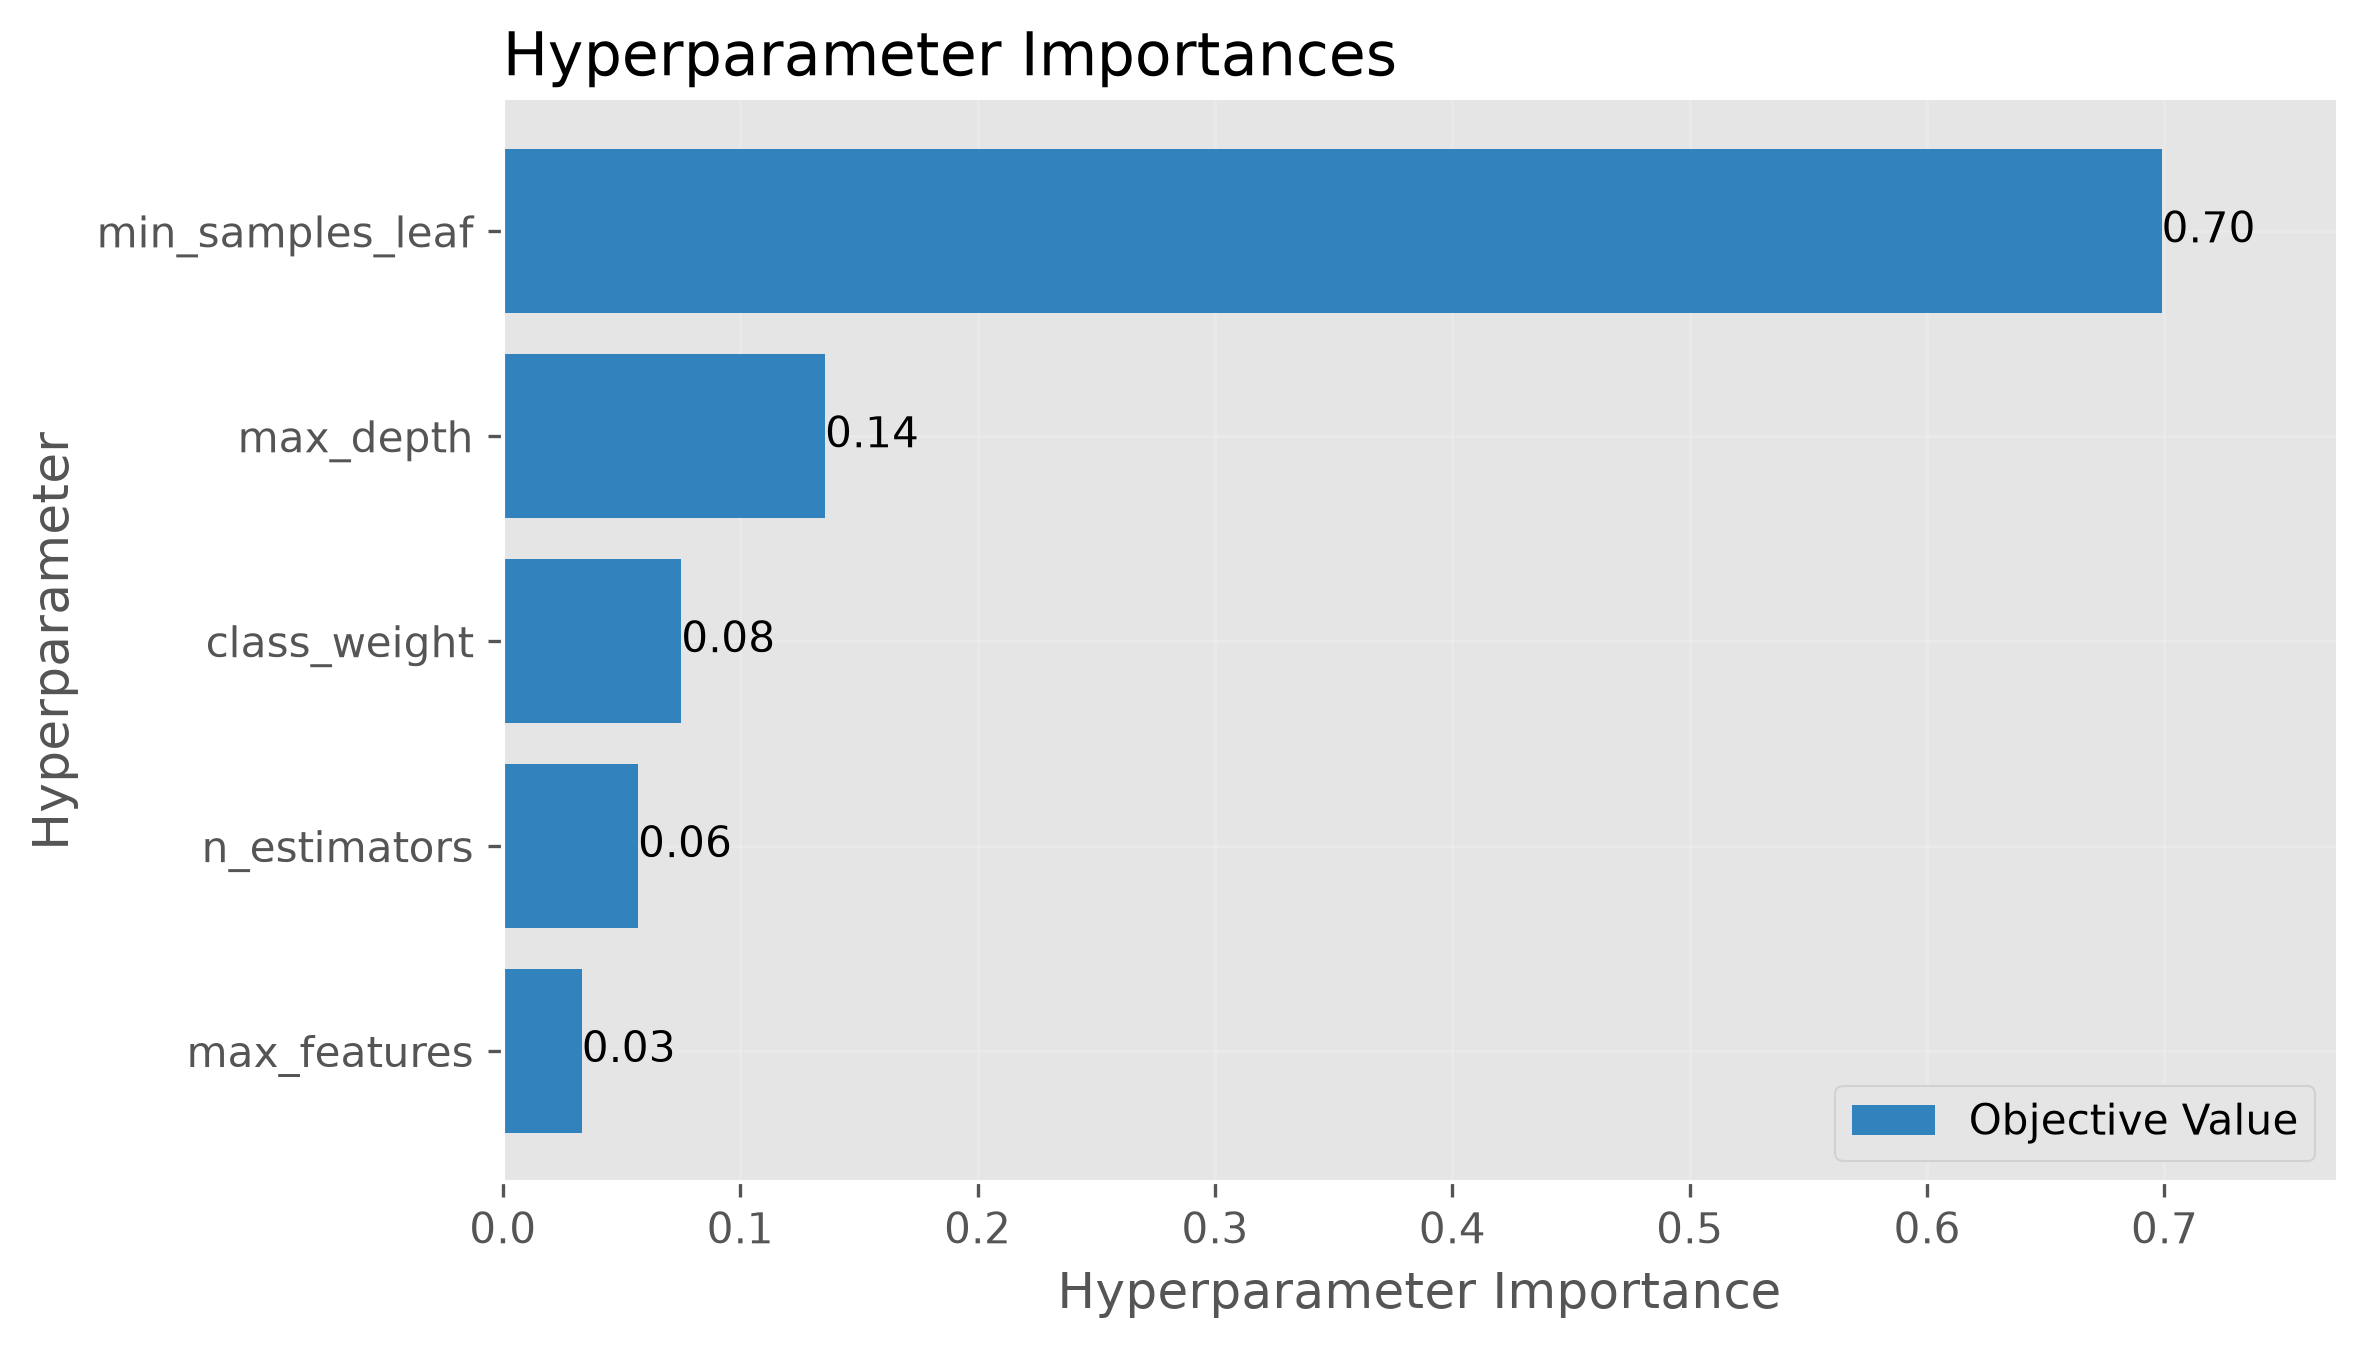 Hyperparameter Importances
Hyperparameter
min_samples_leaf
0.70
max_depth
0.14
class_weight
0.08
n_estimators
0.06
max_features
0.03
Objective Value
0.0 0.1 0.2 0.3 0.4 0.5 0.6 0.7
Hyperparameter Importance